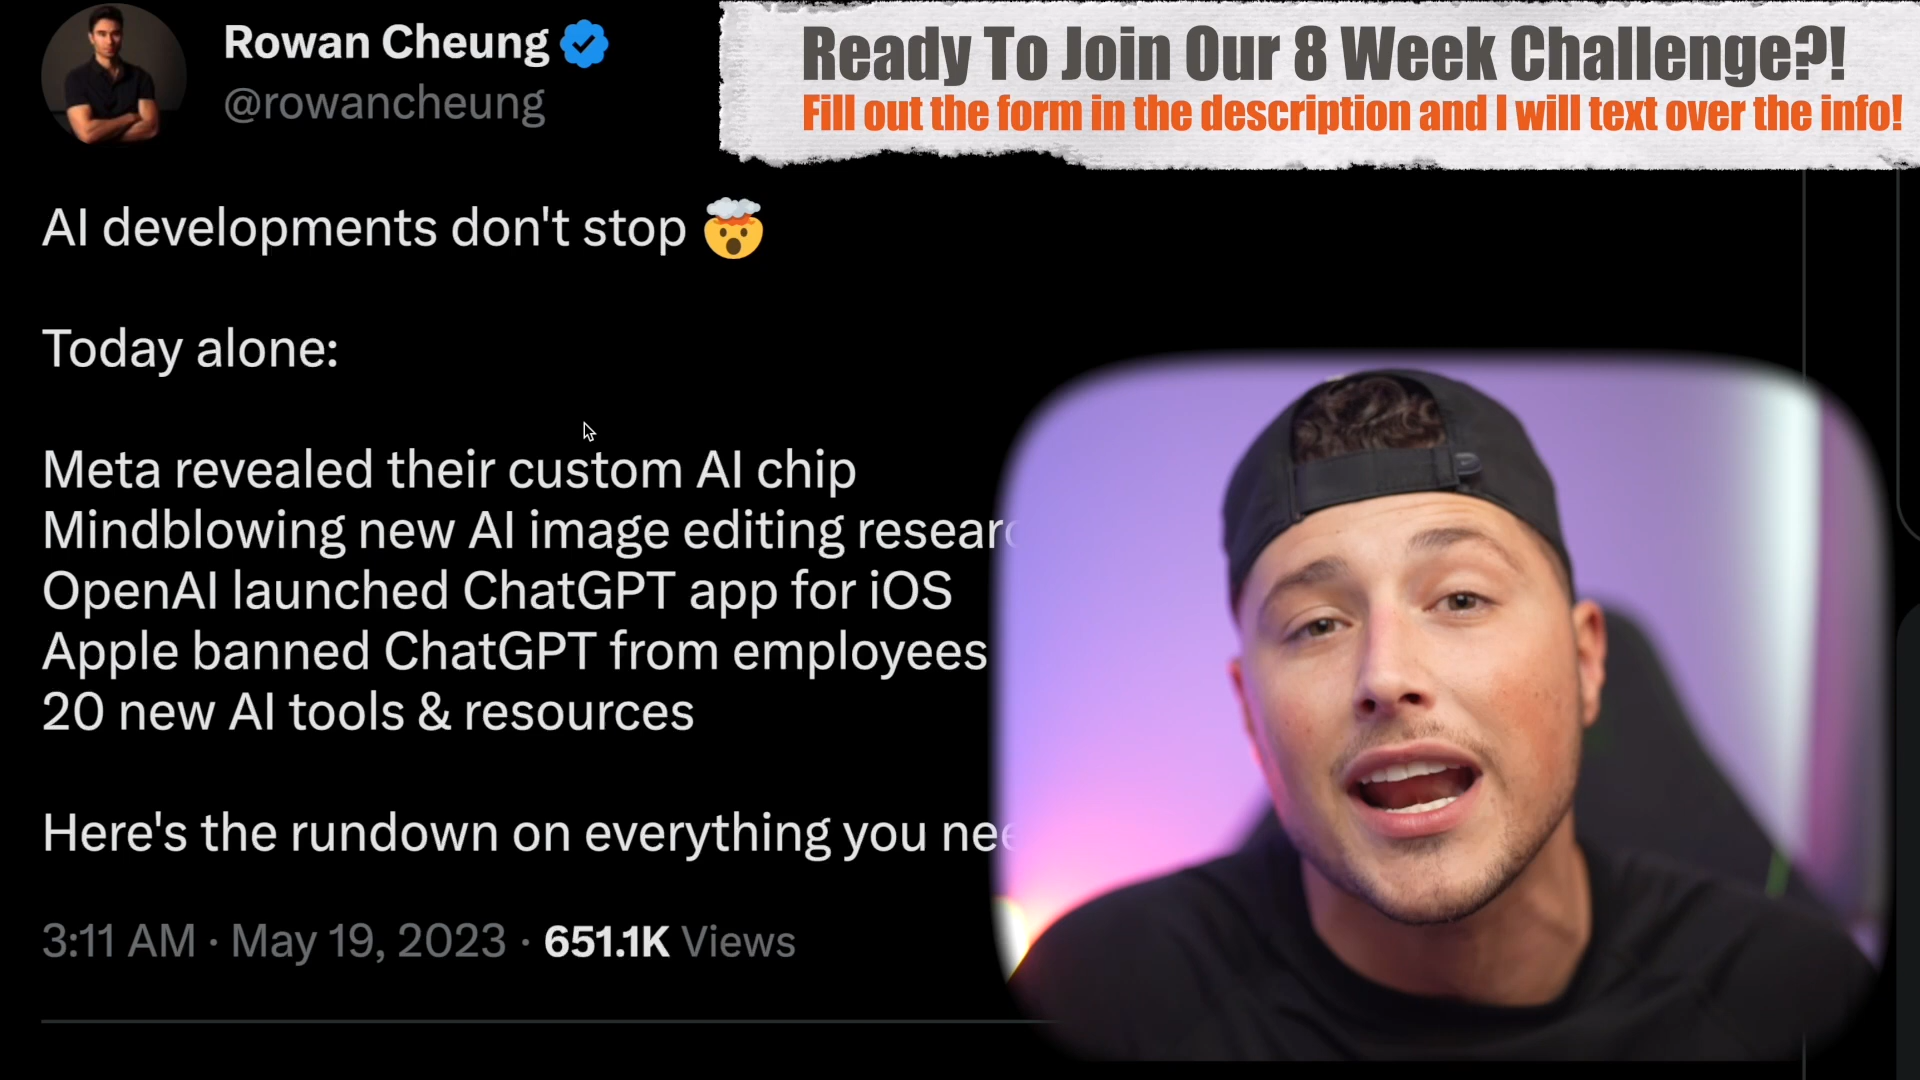 Rowan Cheung
@rowancheung
Ready To Join Our 8 Week Challenge?!
Fill out the form in the description and I will text over the info!
AI developments don't stop 🤯
Today alone:
Meta revealed their custom AI chip
Mindblowing new AI image editing
OpenAI launched ChatGPT app for iOS
Apple banned ChatGPT from employees
20 new AI tools & resources
Here's the rundown on everything you
3:11 AM · May 19, 2023 · 651.1K Views